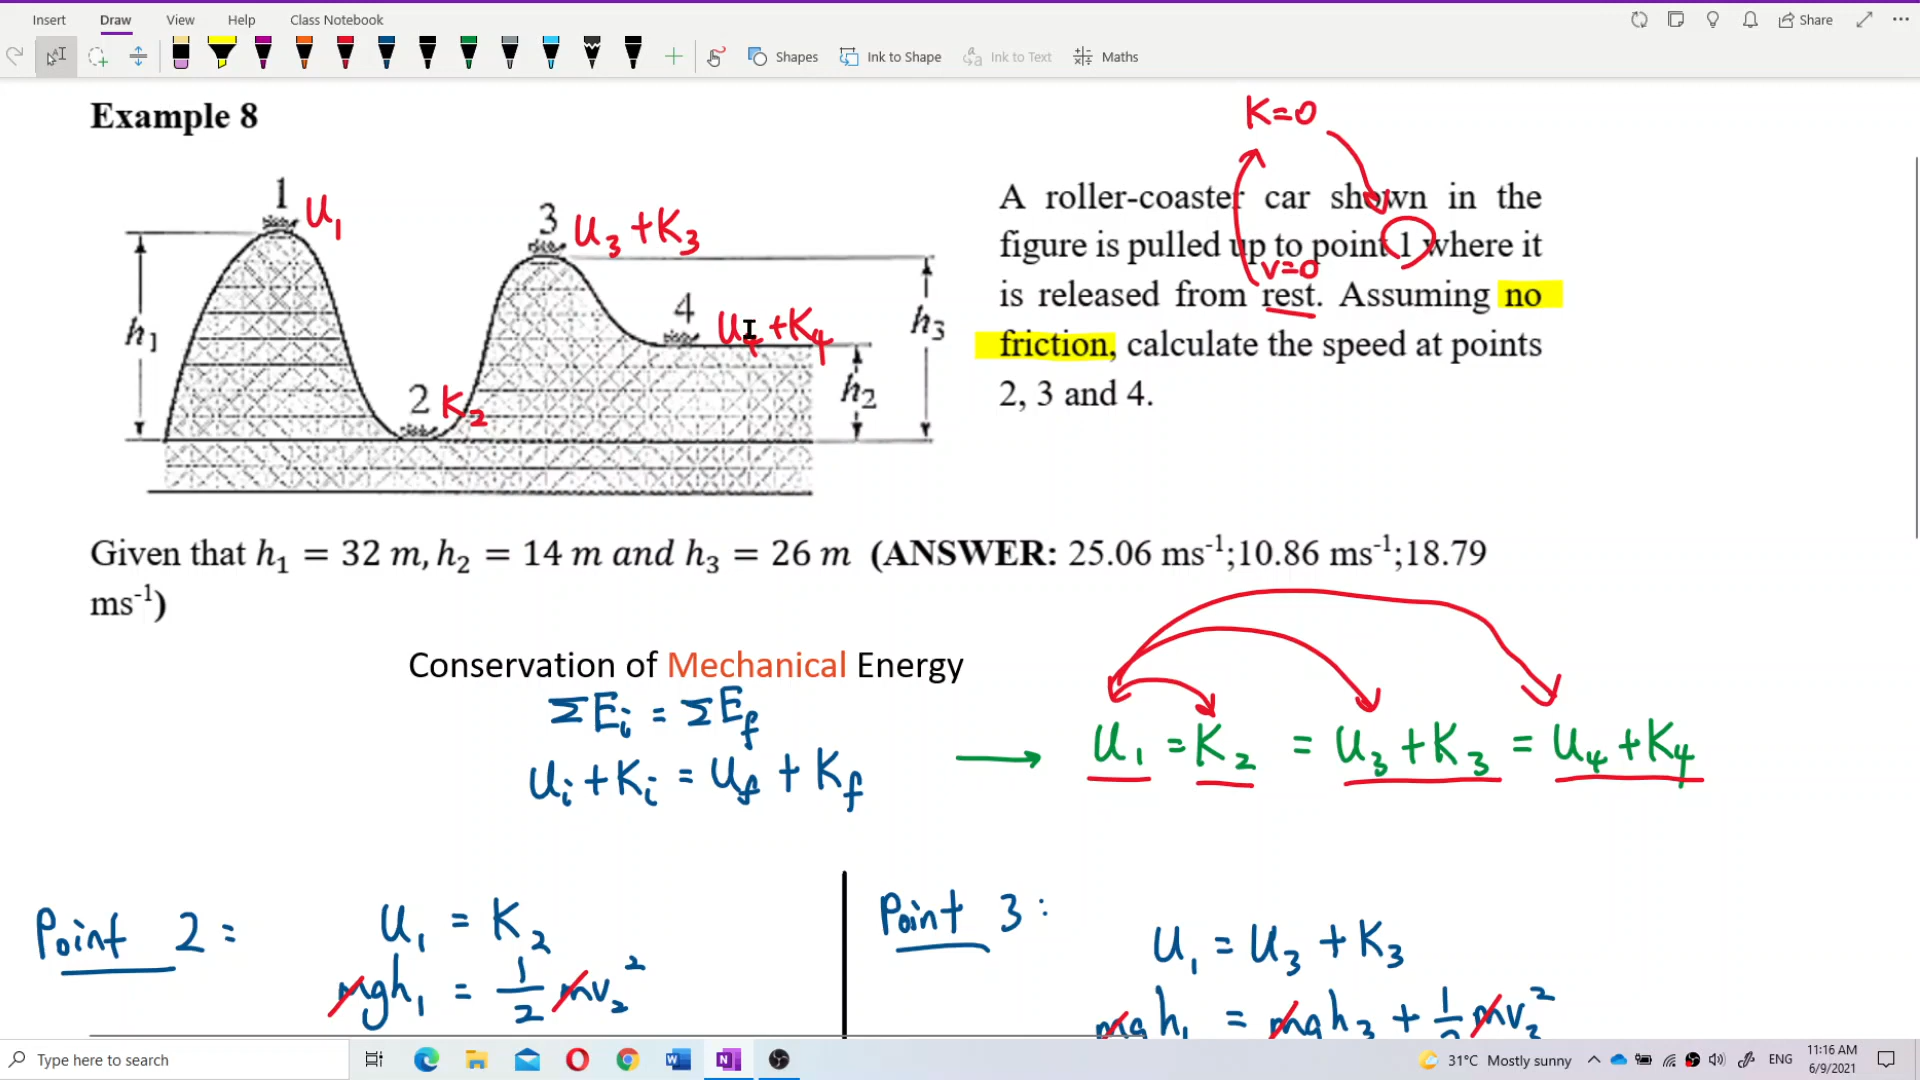 Insert Draw View Help Class Notebook Share
Shapes Ink to Shape Ink to Text Maths
Example 8
K=0
1 U₁
3 U₃ + K₃
4 U₄ + K₄
2 K₂
h₁
h₂
h₃
A roller-coaster car shown in the
figure is pulled up to point 1 where it
v=0
is released from rest. Assuming no
friction, calculate the speed at points
2, 3 and 4.
Given that h₁ = 32 m, h₂ = 14 m and h₃ = 26 m (ANSWER: 25.06 ms⁻¹;10.86 ms⁻¹;18.79
ms⁻¹)
Conservation of Mechanical Energy
ΣEᵢ = ΣE_f
Uᵢ + Kᵢ = U_f + K_f
U₁ = K₂ = U₃ + K₃ = U₄ + K₄
Point 2 :
U₁ = K₂
mgh₁ = 1/2 mv₂²
Point 3 :
U₁ = U₃ + K₃
mgh₁ = mgh₃ + 1/2 mv₃²
Type here to search
31°C Mostly sunny
ENG
11:16 AM
6/9/2021